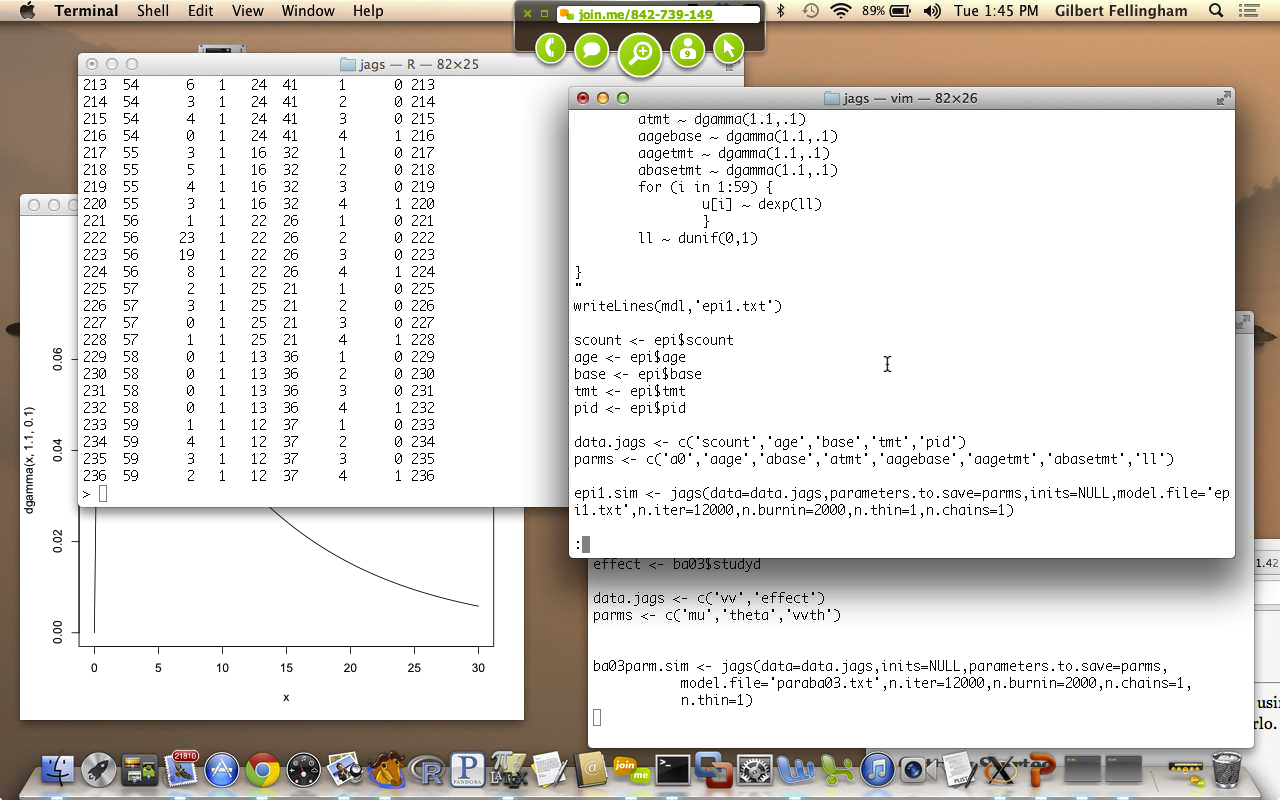 Terminal Shell Edit View Window Help
join.me/842-739-149
89% Tue 1:45 PM Gilbert Fellingham
jags — R — 82×25
213 54 6 1 24 41 1 0 213
214 54 3 1 24 41 2 0 214
215 54 4 1 24 41 3 0 215
216 54 0 1 24 41 4 1 216
217 55 3 1 16 32 1 0 217
218 55 5 1 16 32 2 0 218
219 55 4 1 16 32 3 0 219
220 55 3 1 16 32 4 1 220
221 56 1 1 22 26 1 0 221
222 56 23 1 22 26 2 0 222
223 56 19 1 22 26 3 0 223
224 56 8 1 22 26 4 1 224
225 57 2 1 25 21 1 0 225
226 57 3 1 25 21 2 0 226
227 57 0 1 25 21 3 0 227
228 57 1 1 25 21 4 1 228
229 58 0 1 13 36 1 0 229
230 58 0 1 13 36 2 0 230
231 58 0 1 13 36 3 0 231
232 58 0 1 13 36 4 1 232
233 59 1 1 12 37 1 0 233
234 59 4 1 12 37 2 0 234
235 59 3 1 12 37 3 0 235
236 59 2 1 12 37 4 1 236
>
jags — vim — 82×26
atmt ~ dgamma(1.1,.1)
aagebase ~ dgamma(1.1,.1)
aagetmt ~ dgamma(1.1,.1)
abasetmt ~ dgamma(1.1,.1)
for (i in 1:59) {
u[i] ~ dexp(ll)
}
ll ~ dunif(0,1)
}
"
writeLines(mdl,'epi1.txt')
scount <- epi$scount
age <- epi$age
base <- epi$base
tmt <- epi$tmt
pid <- epi$pid
data.jags <- c('scount','age','base','tmt','pid')
parms <- c('a0','aage','abase','atmt','aagebase','aagetmt','abasetmt','ll')
epi1.sim <- jags(data=data.jags,parameters.to.save=parms,inits=NULL,model.file='ep
i1.txt',n.iter=12000,n.burnin=2000,n.thin=1,n.chains=1)
:
dgamma(x, 1.1, 0.1)
0.06
0.04
0.02
0.00
0 5 10 15 20 25 30
x
effect <- ba03$studyd
data.jags <- c('vv','effect')
parms <- c('mu','theta','vvth')
ba03parm.sim <- jags(data=data.jags,inits=NULL,parameters.to.save=parms,
model.file='paraba03.txt',n.iter=12000,n.burnin=2000,n.chains=1,
n.thin=1)
1.42
usin
rlo.
21810
PANDORA
LATEX
join
me
PLIST